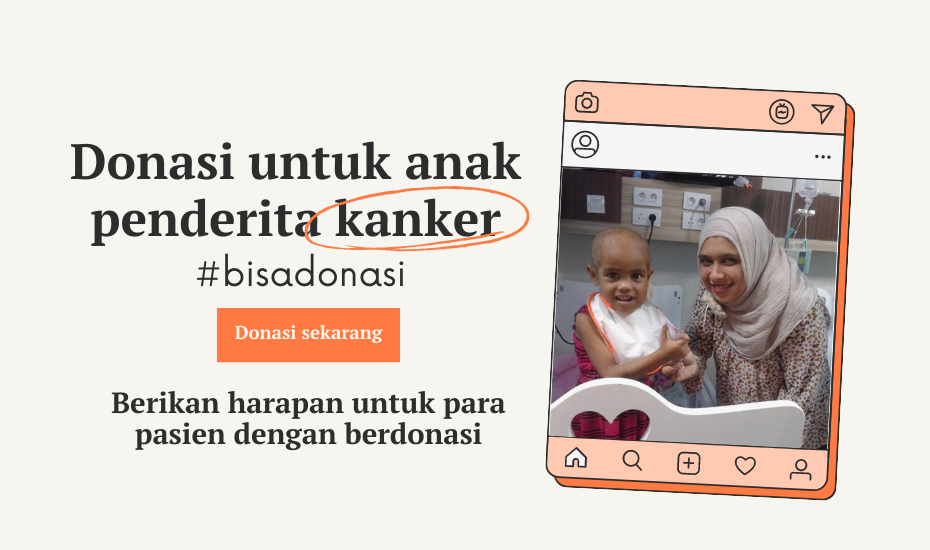 Donasi untuk anak
penderita kanker
#bisadonasi
Donasi sekarang
Berikan harapan untuk para
pasien dengan berdonasi